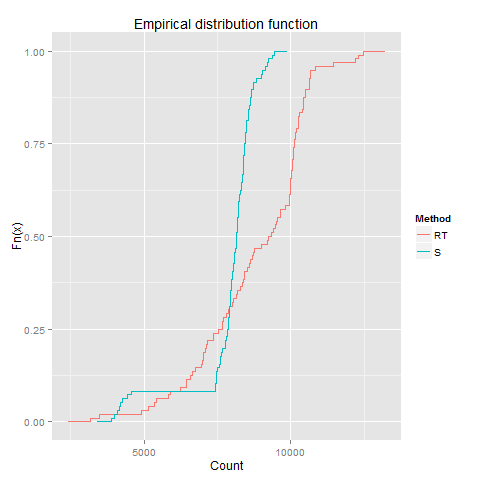 Empirical distribution function
1.00
0.75
0.50
0.25
0.00
Fn(x)
5000
10000
Count
Method
RT
S